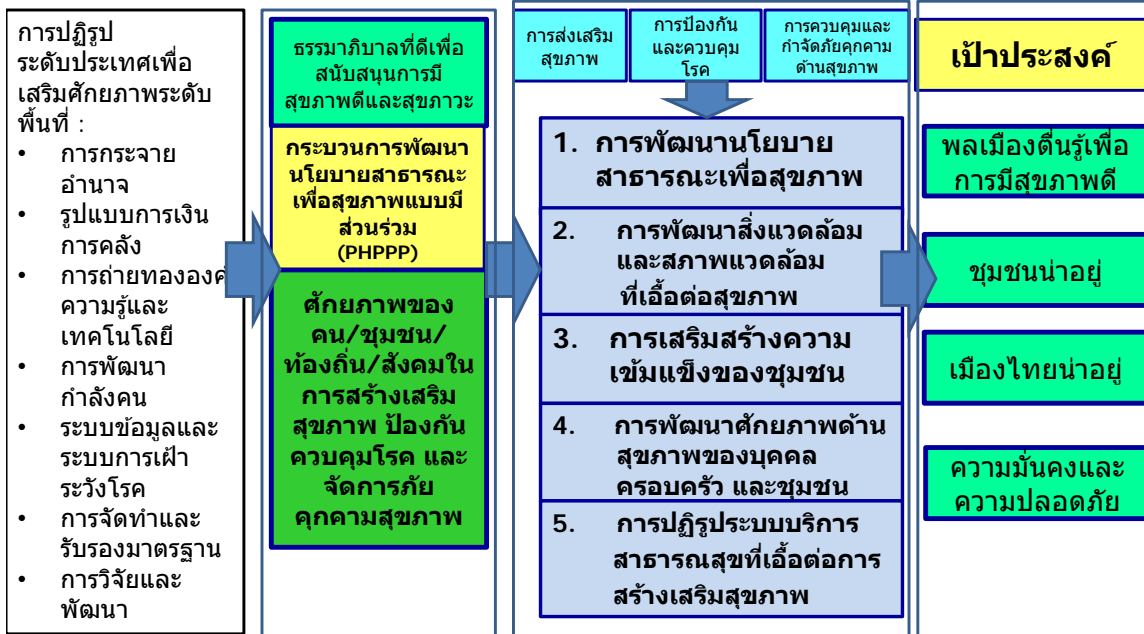 การปฏิรูป
ระดับประเทศเพื่อ
เสริมศักยภาพระดับ
พื้นที่ :
• การกระจาย
อำนาจ
• รูปแบบการเงิน
การคลัง
• การถ่ายทององค์
ความรู้และ
เทคโนโลยี
• การพัฒนา
กำลังคน
• ระบบข้อมูลและ
ระบบการเฝ้า
ระวังโรค
• การจัดทำและ
รับรองมาตรฐาน
• การวิจัยและ
พัฒนา
ธรรมาภิบาลที่ดีเพื่อ
สนับสนุนการมี
สุขภาพดีและสุขภาวะ
กระบวนการพัฒนา
นโยบายสาธารณะ
เพื่อสุขภาพแบบมี
ส่วนร่วม
(PHPPP)
ศักยภาพของ
คน/ชุมชน/
ท้องถิ่น/สังคมใน
การสร้างเสริม
สุขภาพ ป้องกัน
ควบคุมโรค และ
จัดการภัย
คุกคามสุขภาพ
การส่งเสริม
สุขภาพ
การป้องกัน
และควบคุม
โรค
การควบคุมและ
กำจัดภัยคุกคาม
ด้านสุขภาพ
1. การพัฒนานโยบาย
สาธารณะเพื่อสุขภาพ
2. การพัฒนาสิ่งแวดล้อม
และสภาพแวดล้อม
ที่เอื้อต่อสุขภาพ
3. การเสริมสร้างความ
เข้มแข็งของชุมชน
4. การพัฒนาศักยภาพด้าน
สุขภาพของบุคคล
ครอบครัว และชุมชน
5. การปฏิรูประบบบริการ
สาธารณสุขที่เอื้อต่อการ
สร้างเสริมสุขภาพ
เป้าประสงค์
พลเมืองตื่นรู้เพื่อ
การมีสุขภาพดี
ชุมชนน่าอยู่
เมืองไทยน่าอยู่
ความมั่นคงและ
ความปลอดภัย